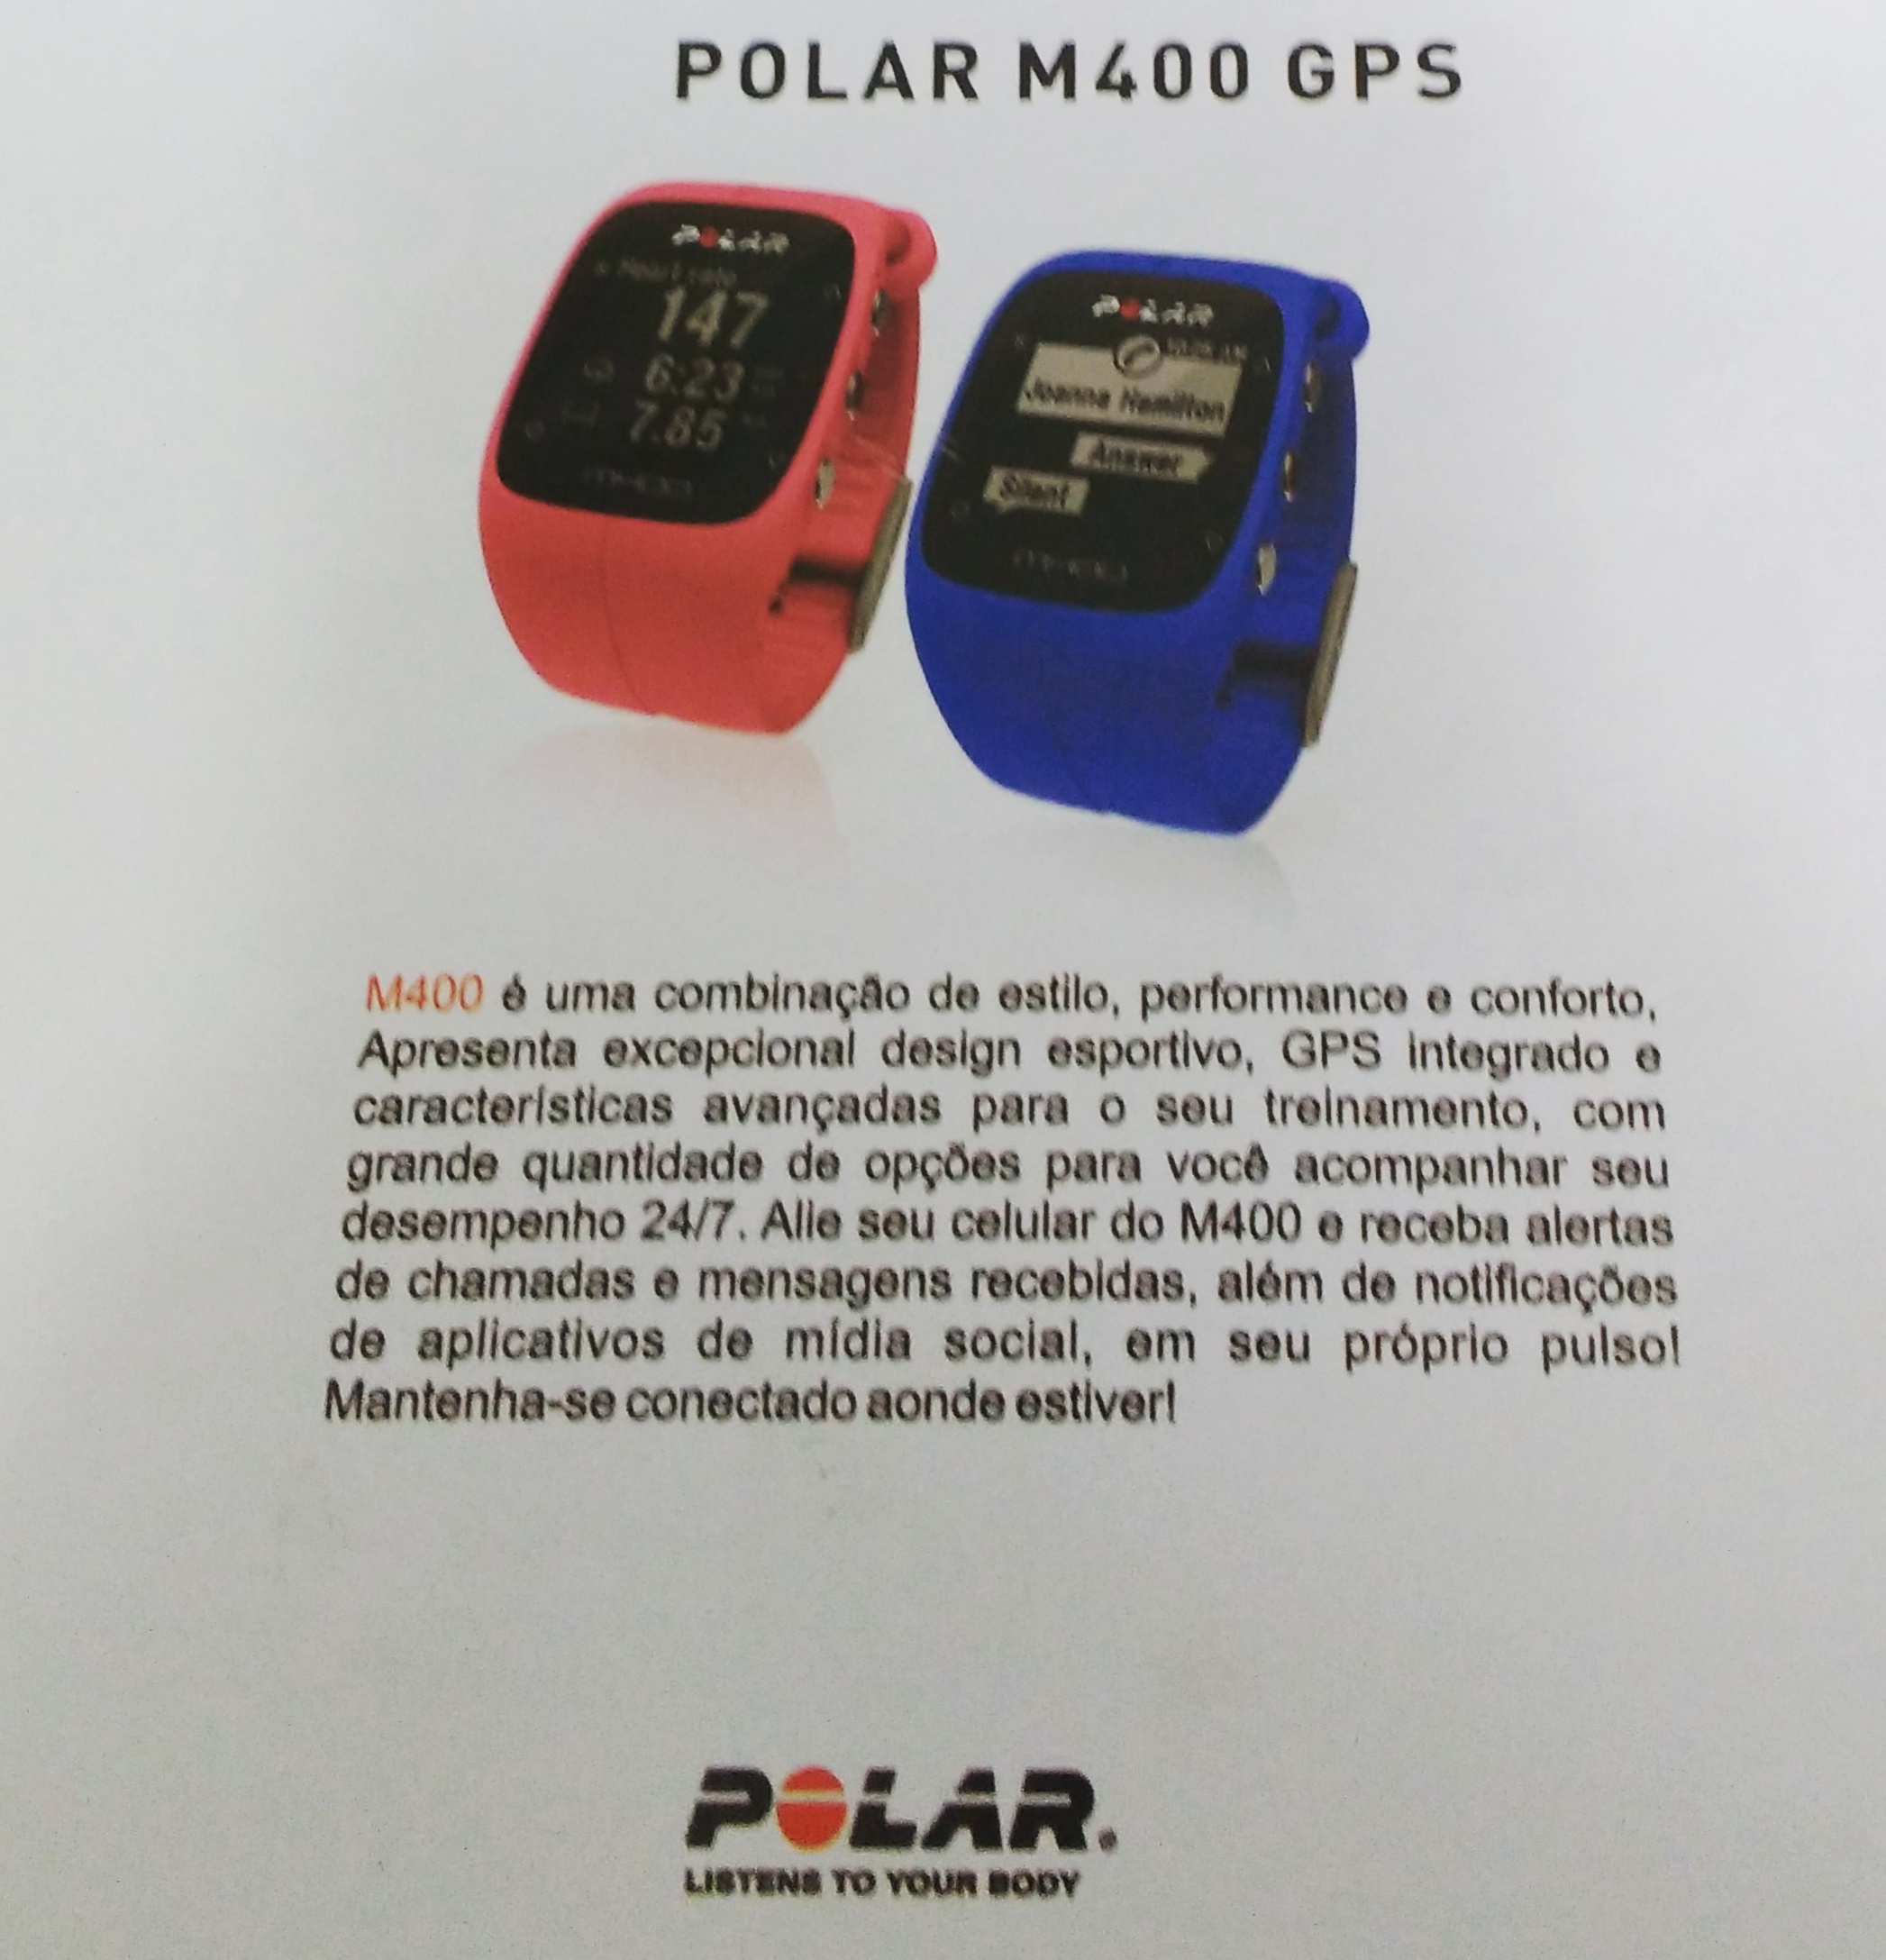 POLAR M400 GPS
POLAR
Heart rate
147
6:23
7.85
M400
POLAR
Joanna Hamilton
Answer
Silent
M400
M400 é uma combinação de estilo, performance e conforto,
Apresenta excepcional design esportivo, GPS integrado e
características avançadas para o seu treinamento, com
grande quantidade de opções para você acompanhar seu
desempenho 24/7. Alie seu celular do M400 e receba alertas
de chamadas e mensagens recebidas, além de notificações
de aplicativos de mídia social, em seu próprio pulso!
Mantenha-se conectado aonde estiver!
POLAR.
LISTENS TO YOUR BODY